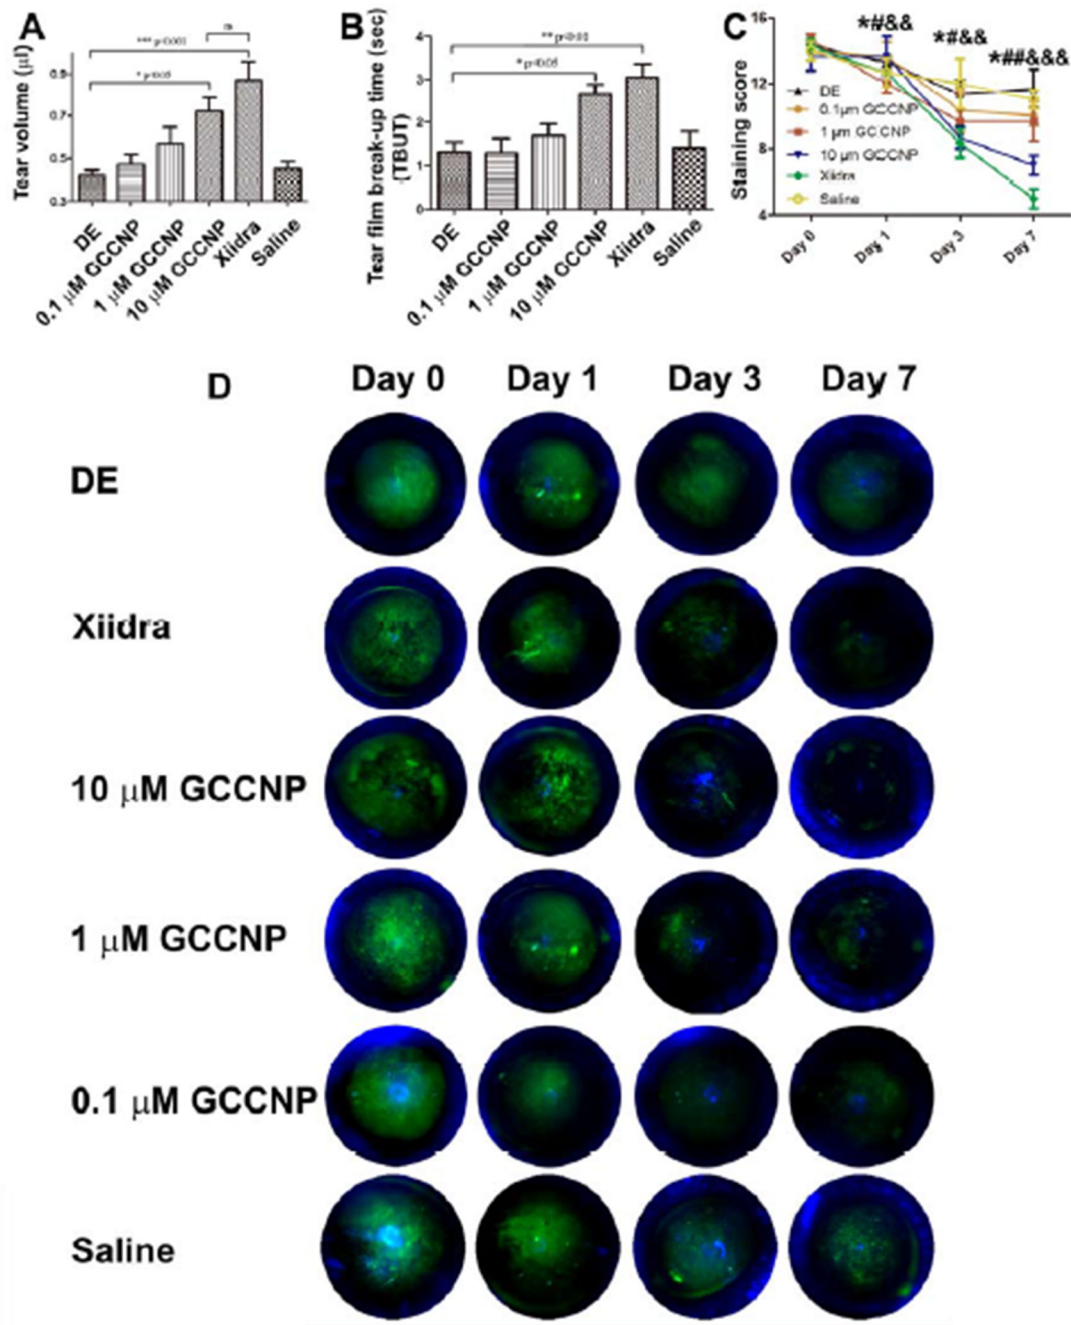 A
Tear volume (µl)
0.9
0.7
0.5
0.3
*** p<0.001
ns
* p<0.05
DE
0.1 µM GCCNP
1 µM GCCNP
10 µM GCCNP
Xiidra
Saline
B
Tear film break-up time (sec)
(TBUT)
4
3
2
1
0
** p<0.01
* p<0.05
DE
0.1 µM GCCNP
1 µM GCCNP
10 µM GCCNP
Xiidra
Saline
C
Staining score
16
12
8
4
*#&&
*#&&
*##&&&
DE
0.1µm GCCNP
1 µm GCCNP
10 µm GCCNP
Xiidra
Saline
Day 0
Day 1
Day 3
Day 7
D
Day 0 Day 1 Day 3 Day 7
DE
Xiidra
10 µM GCCNP
1 µM GCCNP
0.1 µM GCCNP
Saline